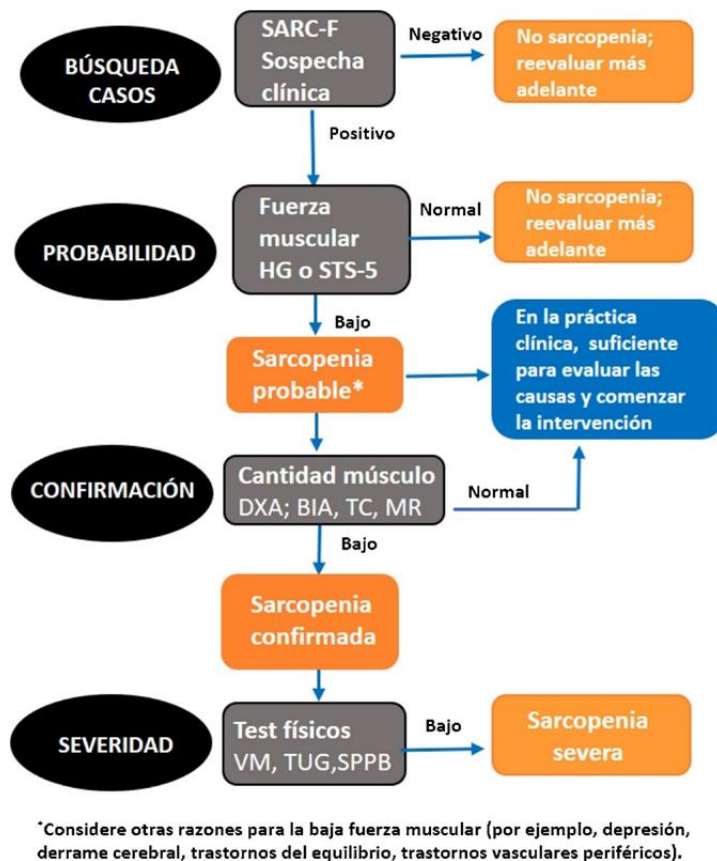 BÚSQUEDA
CASOS
SARC-F
Sospecha
clínica
Negativo
No sarcopenia;
reevaluar más
adelante
Positivo
PROBABILIDAD
Fuerza
muscular
HG o STS-5
Normal
No sarcopenia;
reevaluar más
adelante
Bajo
Sarcopenia
probable*
En la práctica
clínica, suficiente
para evaluar las
causas y comenzar
la intervención
CONFIRMACIÓN
Cantidad músculo
DXA; BIA, TC, MR
Normal
Bajo
Sarcopenia
confirmada
SEVERIDAD
Test físicos
VM, TUG,SPPB
Bajo
Sarcopenia
severa
*Considere otras razones para la baja fuerza muscular (por ejemplo, depresión,
derrame cerebral, trastornos del equilibrio, trastornos vasculares periféricos).